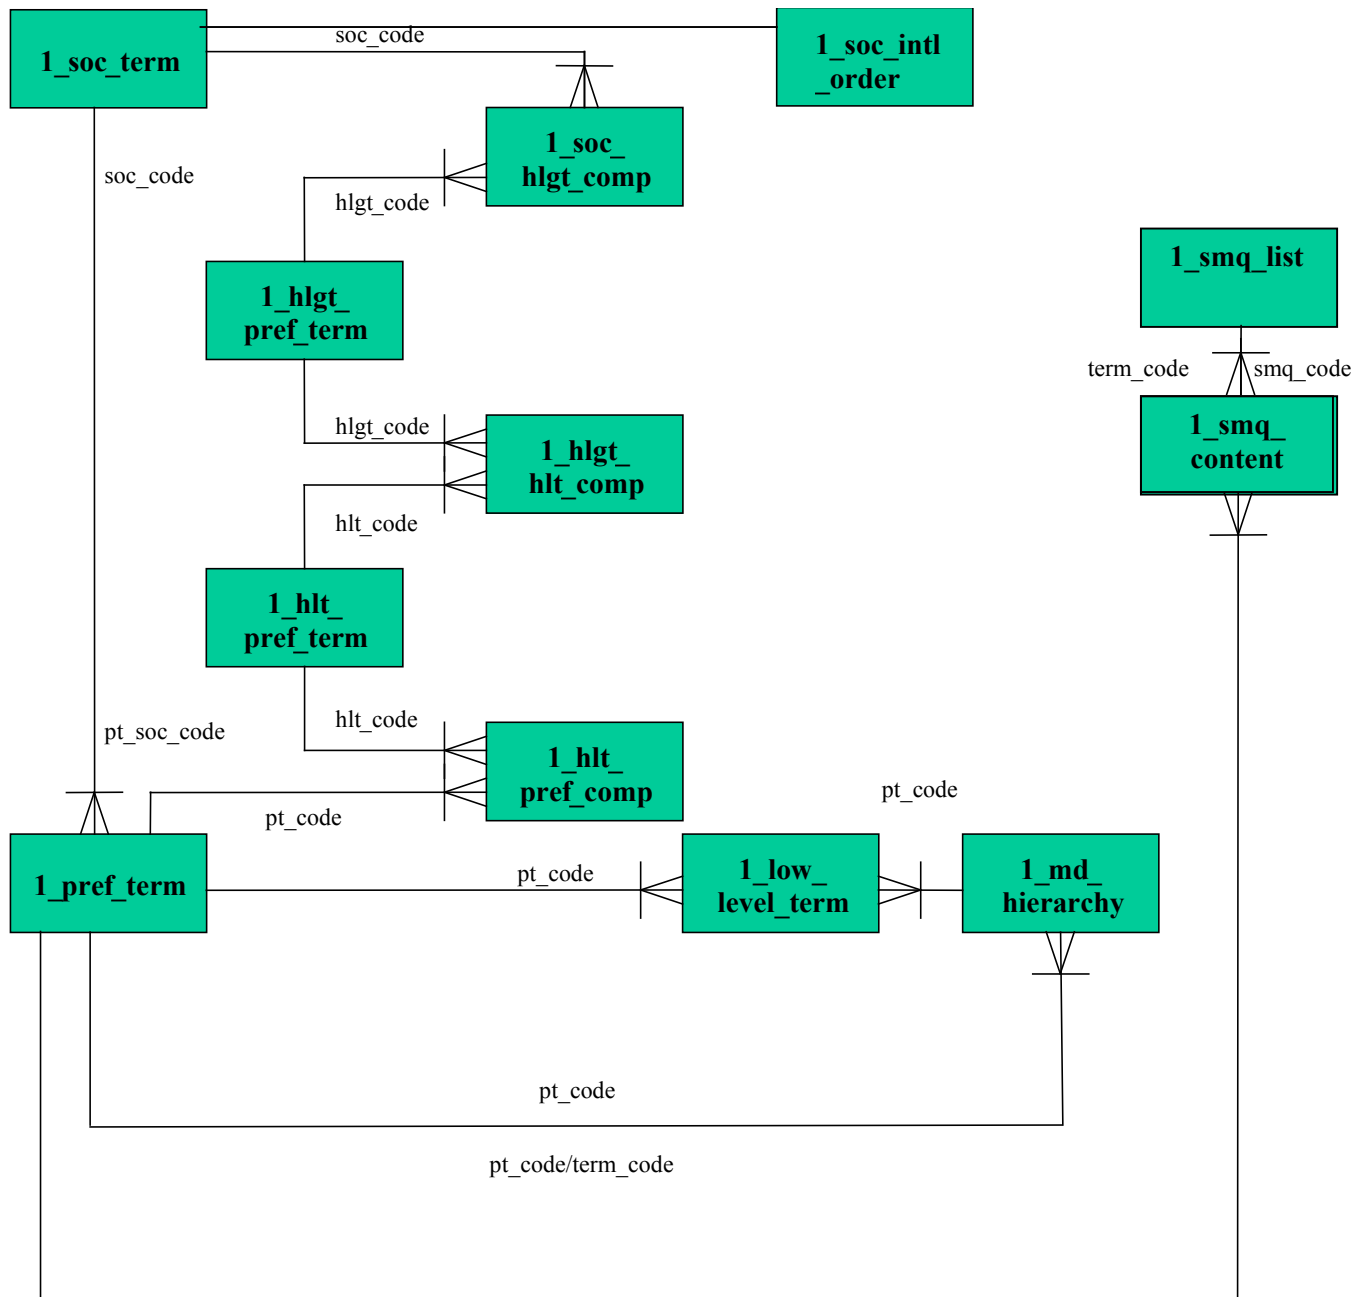 soc_code
1_soc_term
1_soc_intl
_order
1_soc_
hlgt_comp
soc_code
hlgt_code
1_smq_list
1_hlgt_
pref_term
term_code
smq_code
hlgt_code
1_hlgt_
hlt_comp
1_smq_
content
hlt_code
1_hlt_
pref_term
hlt_code
pt_soc_code
1_hlt_
pref_comp
pt_code
pt_code
1_pref_term
pt_code
1_low_
level_term
1_md_
hierarchy
pt_code
pt_code/term_code